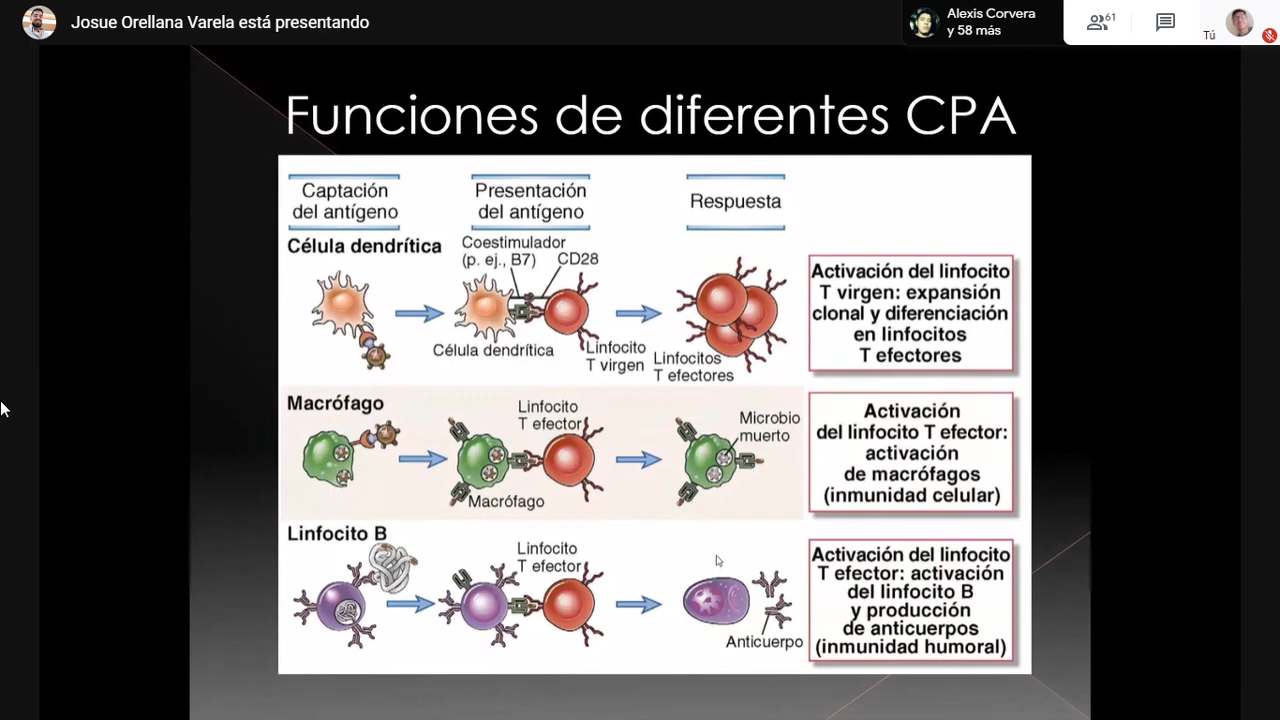 Josue Orellana Varela está presentando
Alexis Corvera
y 58 más
61
Tú
Funciones de diferentes CPA
Captación
del antígeno
Presentación
del antígeno
Respuesta
Célula dendrítica
Coestimulador
(p. ej., B7)
CD28
Célula dendrítica
Linfocito
T virgen
Linfocitos
T efectores
Activación del linfocito
T virgen: expansión
clonal y diferenciación
en linfocitos
T efectores
Macrófago
Linfocito
T efector
Macrófago
Microbio
muerto
Activación
del linfocito T efector:
activación
de macrófagos
(inmunidad celular)
Linfocito B
Linfocito
T efector
Anticuerpo
Activación del linfocito
T efector: activación
del linfocito B
y producción
de anticuerpos
(inmunidad humoral)